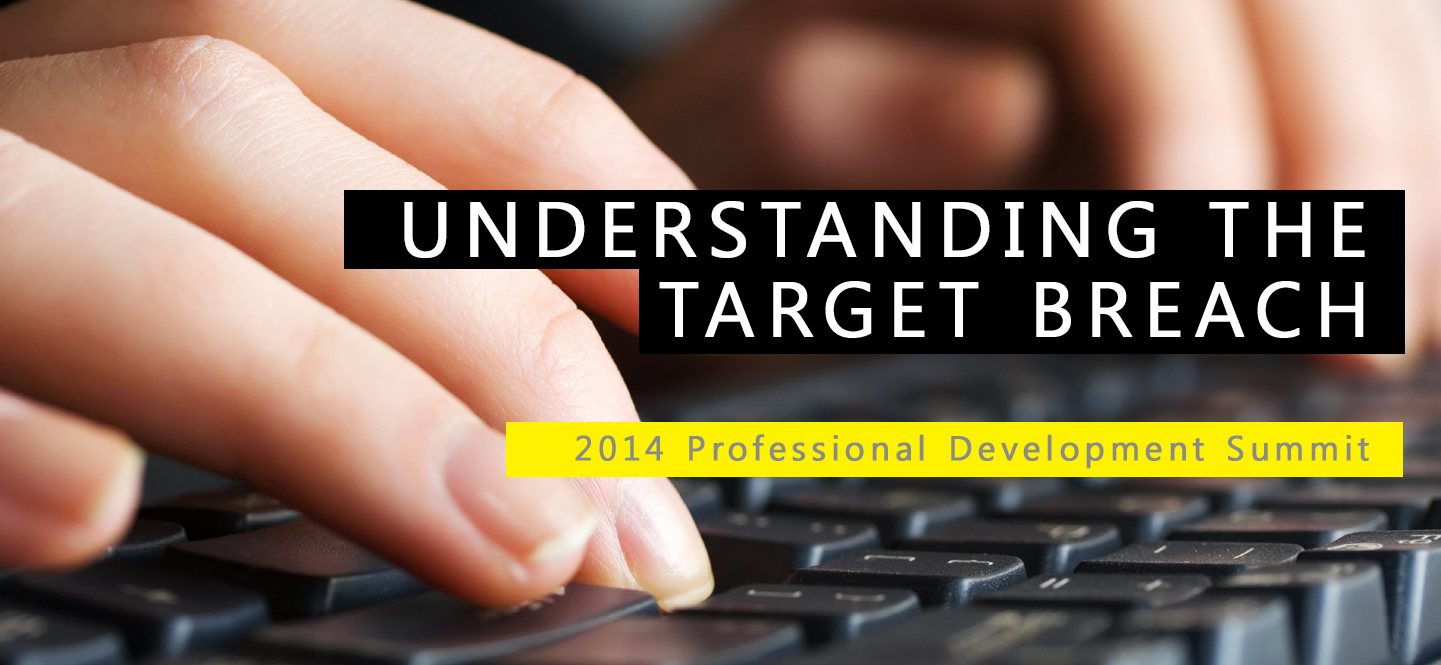 UNDERSTANDING THE
TARGET BREACH
2014 Professional Development Summit